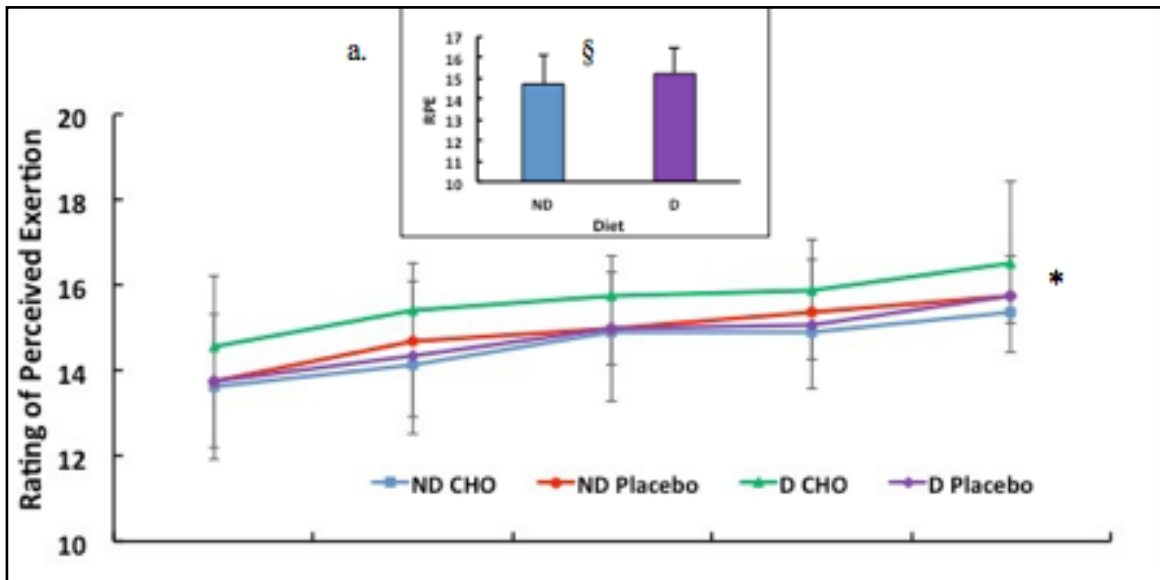 a.
§
17
16
15
14
13
12
11
10
RPE
ND D
Diet
20
18
16
14
12
10
Rating of Perceived Exertion
*
ND CHO ND Placebo D CHO D Placebo